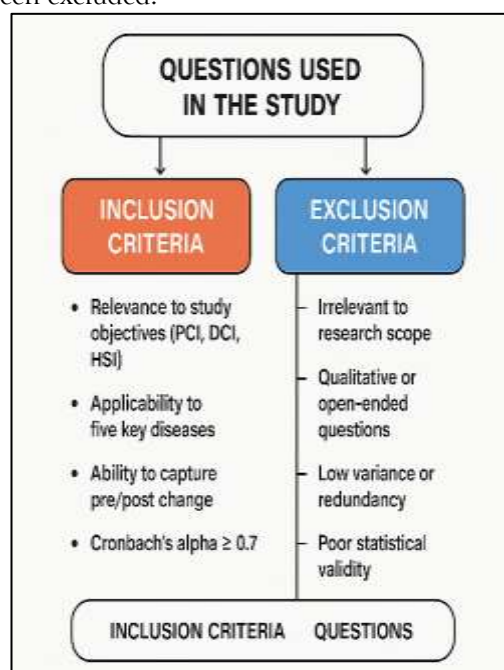 been excluded.
QUESTIONS USED
IN THE STUDY
INCLUSION
CRITERIA
• Relevance to study
objectives (PCI, DCI,
HSI)
• Applicability to
five key diseases
• Ability to capture
pre/post change
• Cronbach's alpha ≥ 0.7
EXCLUSION
CRITERIA
Irrelevant to
research scope
Qualitative or
open-ended
questions
Low variance or
redundancy
Poor statistical
validity
INCLUSION CRITERIA QUESTIONS